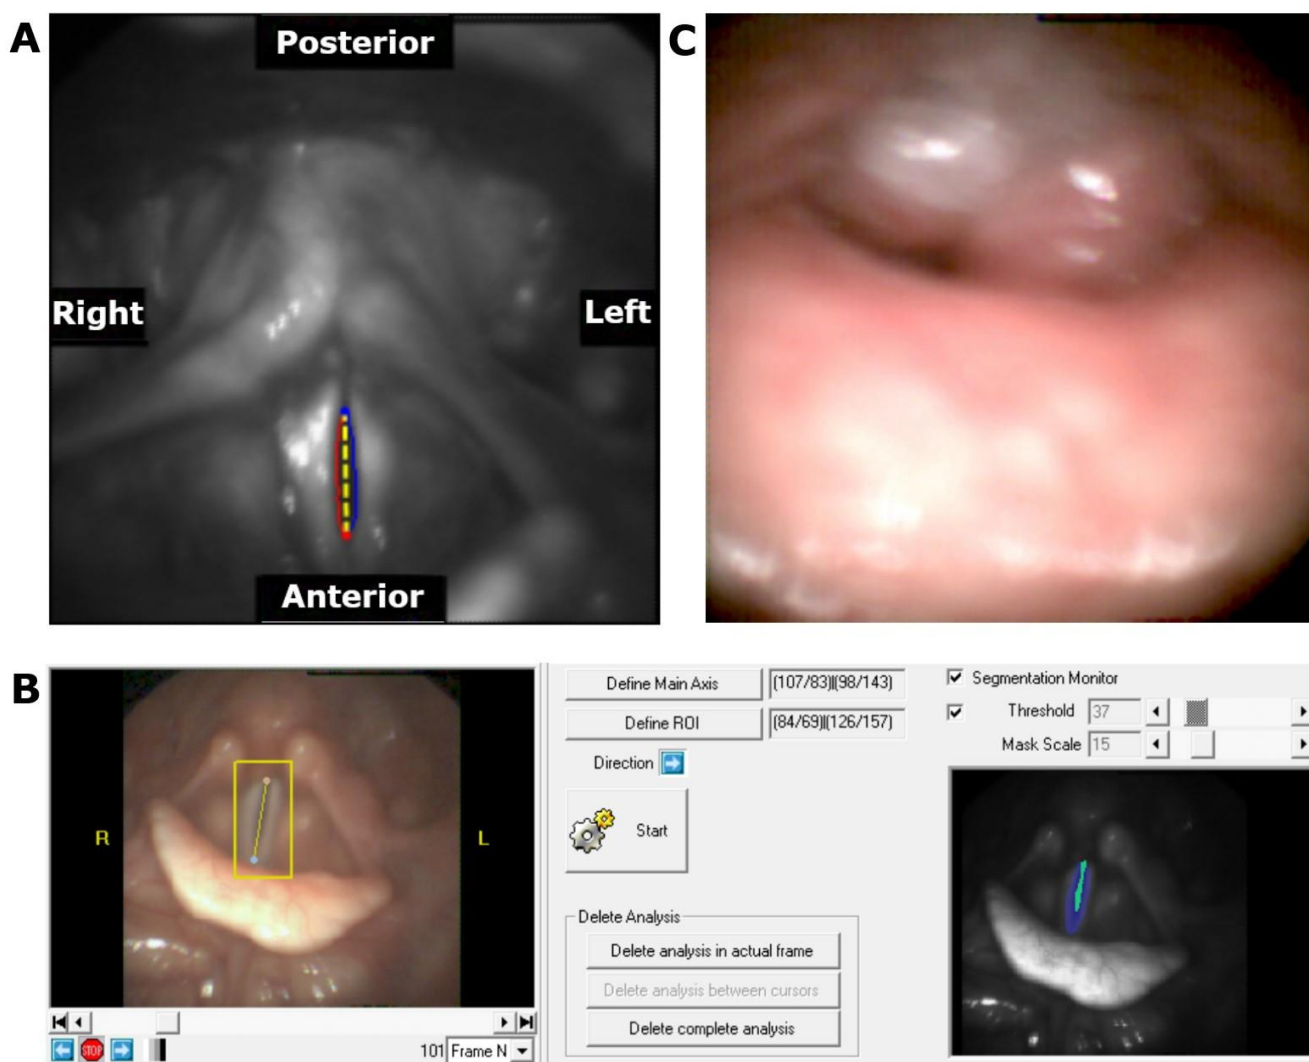 A
Posterior
Right
Left
Anterior
C
B
R
L
101
Frame N
Define Main Axis
(107/83)|(98/143)
Define ROI
(84/69)|(126/157)
Direction
Start
Delete Analysis
Delete analysis in actual frame
Delete analysis between cursors
Delete complete analysis
Segmentation Monitor
Threshold
37
Mask Scale
15
STOP